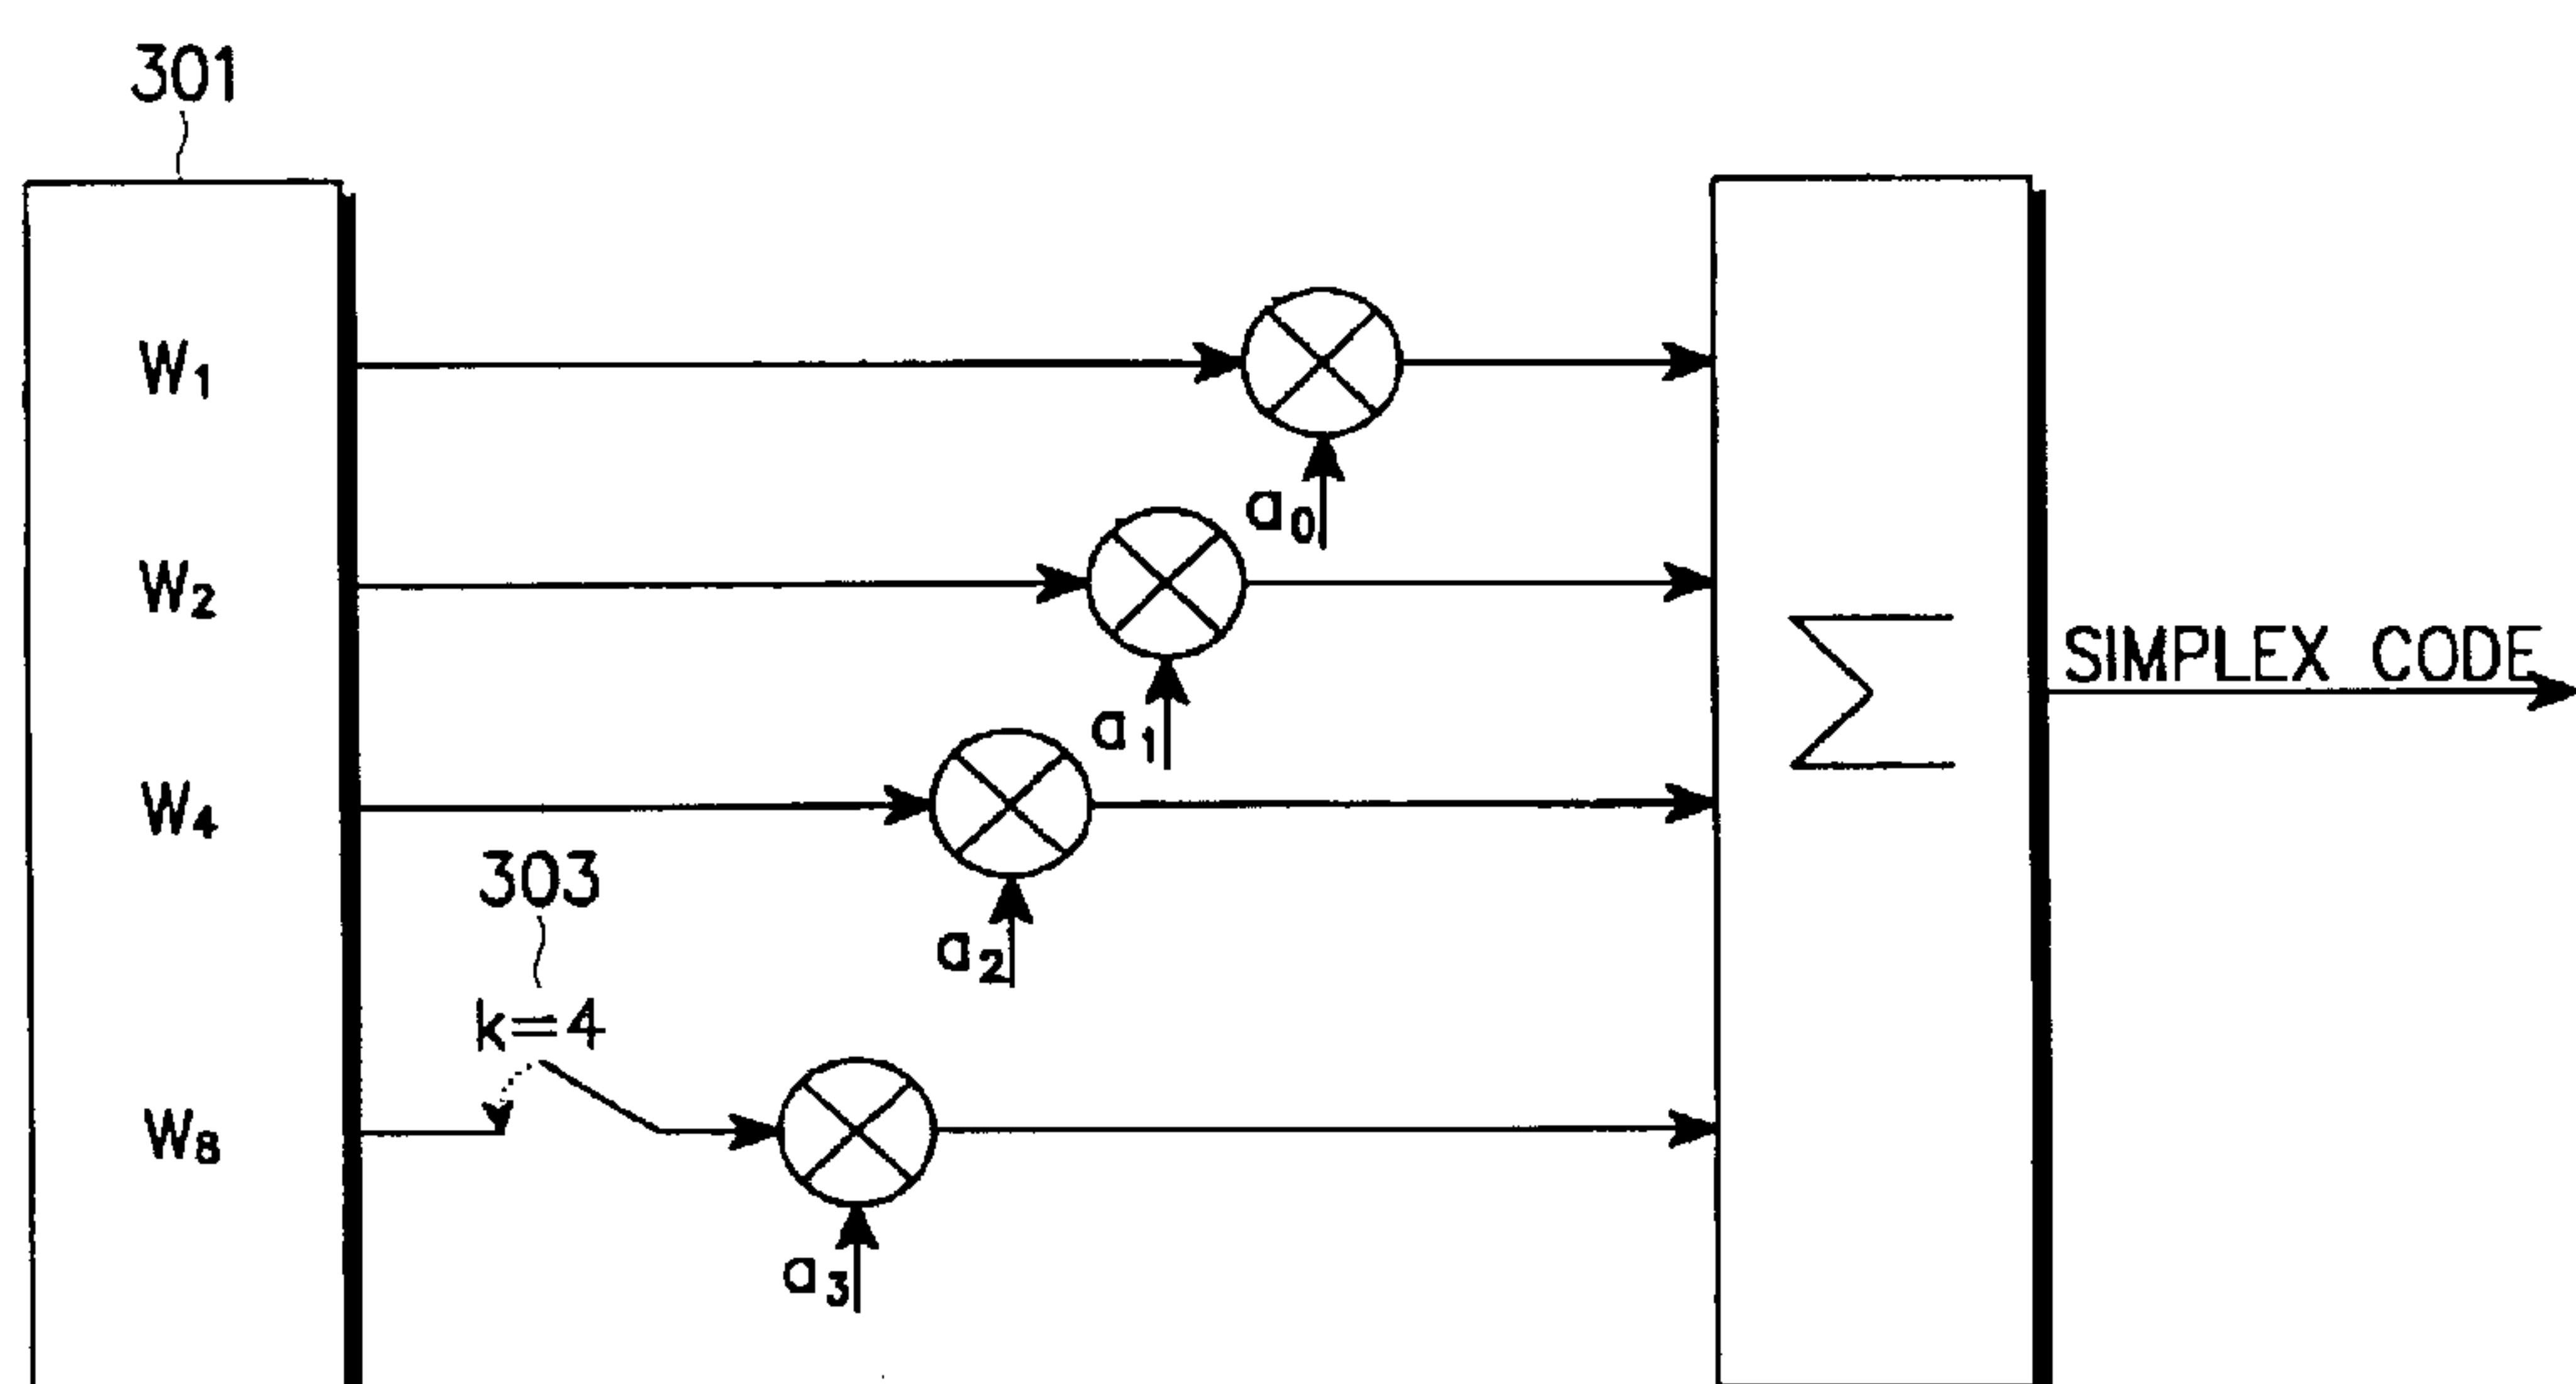 301
W₁
a₀
W₂
SIMPLEX CODE
Σ
a₁
W₄
303
a₂
k=4
W₈
a₃